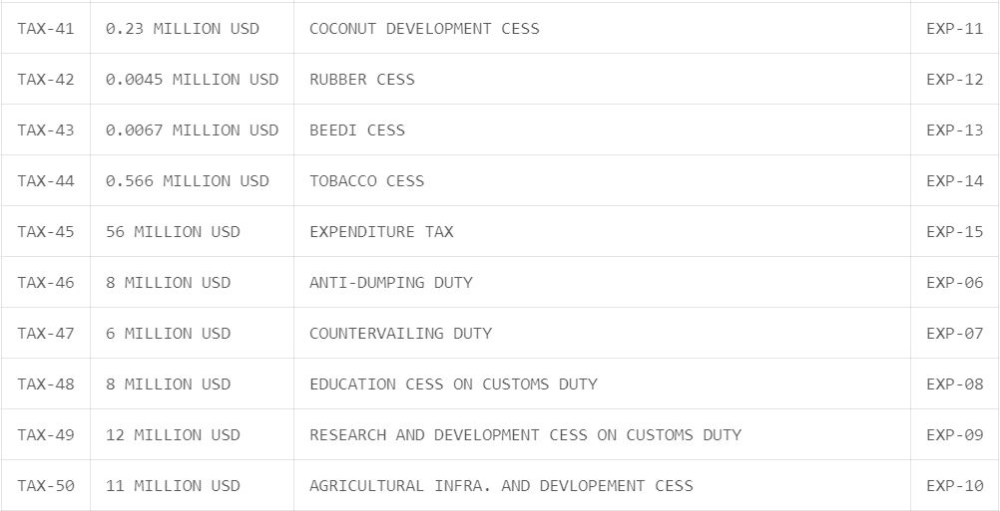 TAX-41 0.23 MILLION USD COCONUT DEVELOPMENT CESS EXP-11
TAX-42 0.0045 MILLION USD RUBBER CESS EXP-12
TAX-43 0.0067 MILLION USD BEEDI CESS EXP-13
TAX-44 0.566 MILLION USD TOBACCO CESS EXP-14
TAX-45 56 MILLION USD EXPENDITURE TAX EXP-15
TAX-46 8 MILLION USD ANTI-DUMPING DUTY EXP-06
TAX-47 6 MILLION USD COUNTERVAILING DUTY EXP-07
TAX-48 8 MILLION USD EDUCATION CESS ON CUSTOMS DUTY EXP-08
TAX-49 12 MILLION USD RESEARCH AND DEVELOPMENT CESS ON CUSTOMS DUTY EXP-09
TAX-50 11 MILLION USD AGRICULTURAL INFRA. AND DEVLOPEMENT CESS EXP-10